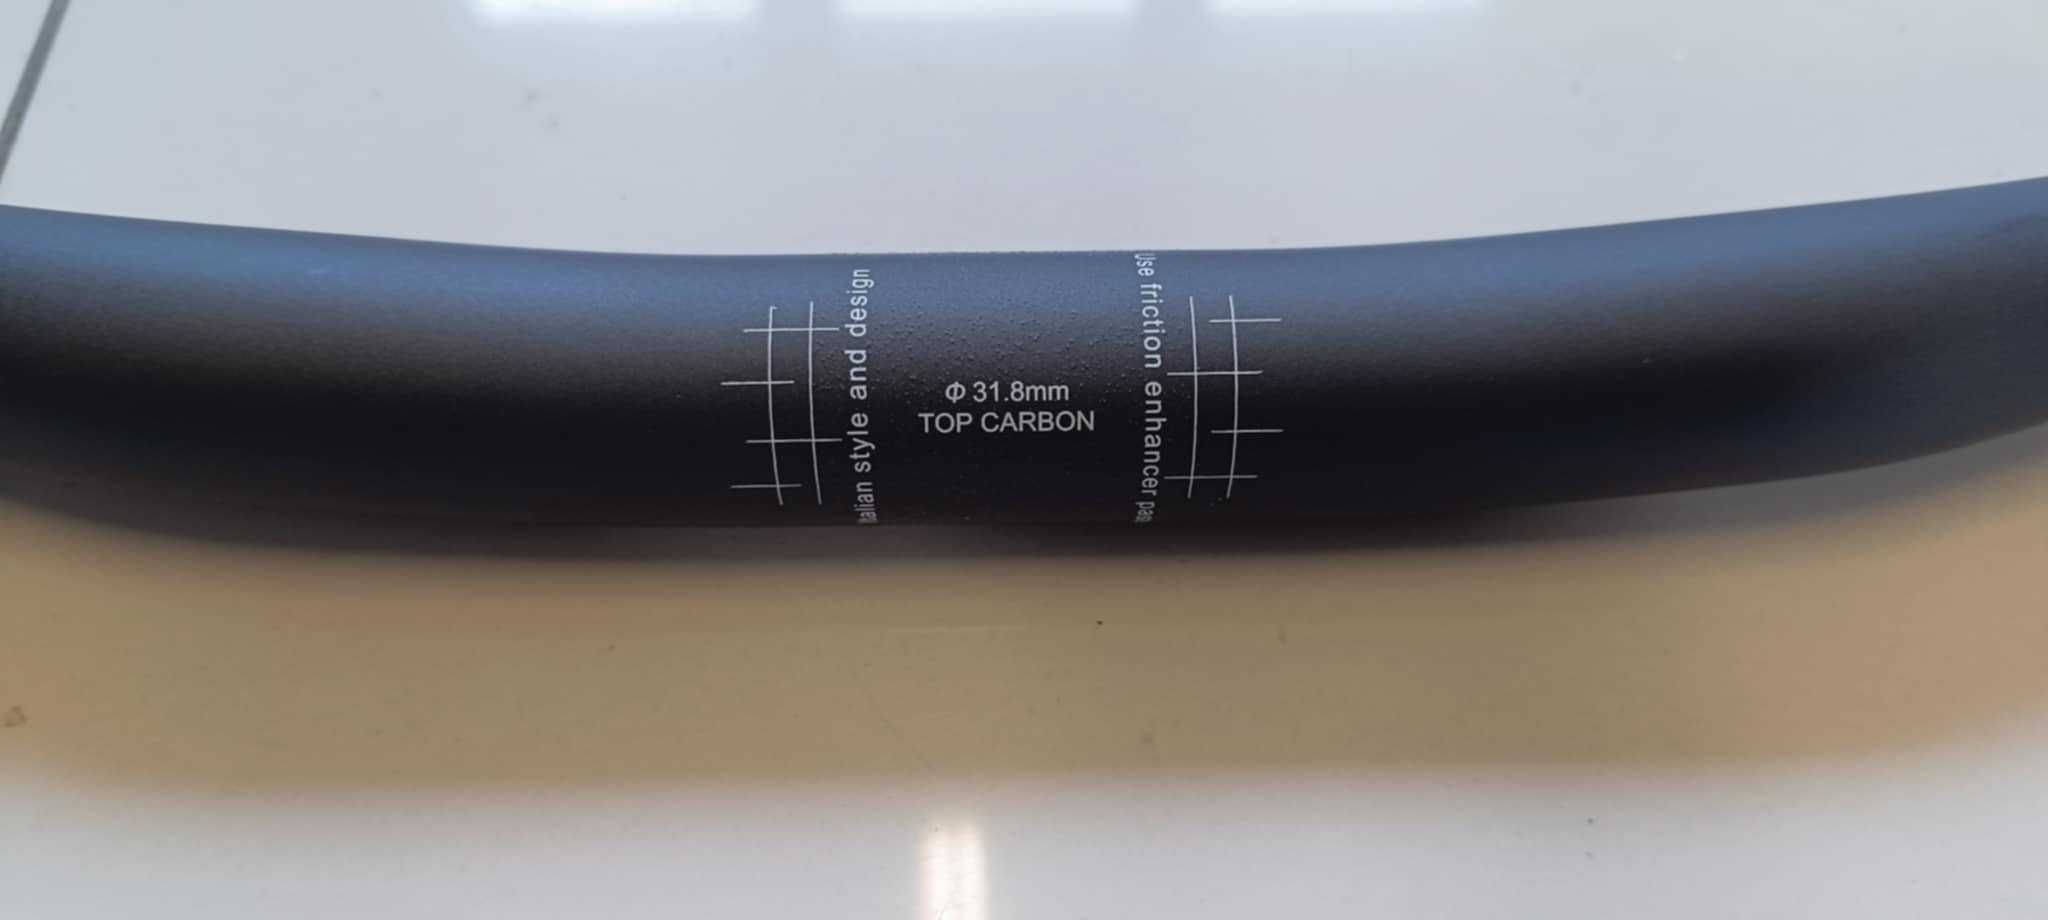 Italian style and design
Φ 31.8mm
TOP CARBON
Use friction enhancer